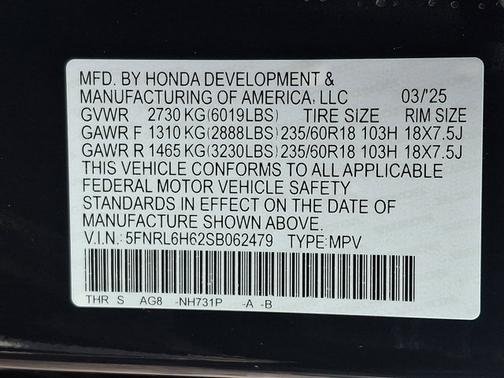 MFD. BY HONDA DEVELOPMENT &
MANUFACTURING OF AMERICA, LLC 03/'25
GVWR 2730 KG(6019LBS) TIRE SIZE RIM SIZE
GAWR F 1310 KG(2888LBS) 235/60R18 103H 18X7.5J
GAWR R 1465 KG(3230LBS) 235/60R18 103H 18X7.5J
THIS VEHICLE CONFORMS TO ALL APPLICABLE
FEDERAL MOTOR VEHICLE SAFETY
STANDARDS IN EFFECT ON THE DATE OF
MANUFACTURE SHOWN ABOVE.
V.I.N.: 5FNRL6H62SB062479 TYPE:MPV
THR S AG8 -NH731P -A -B